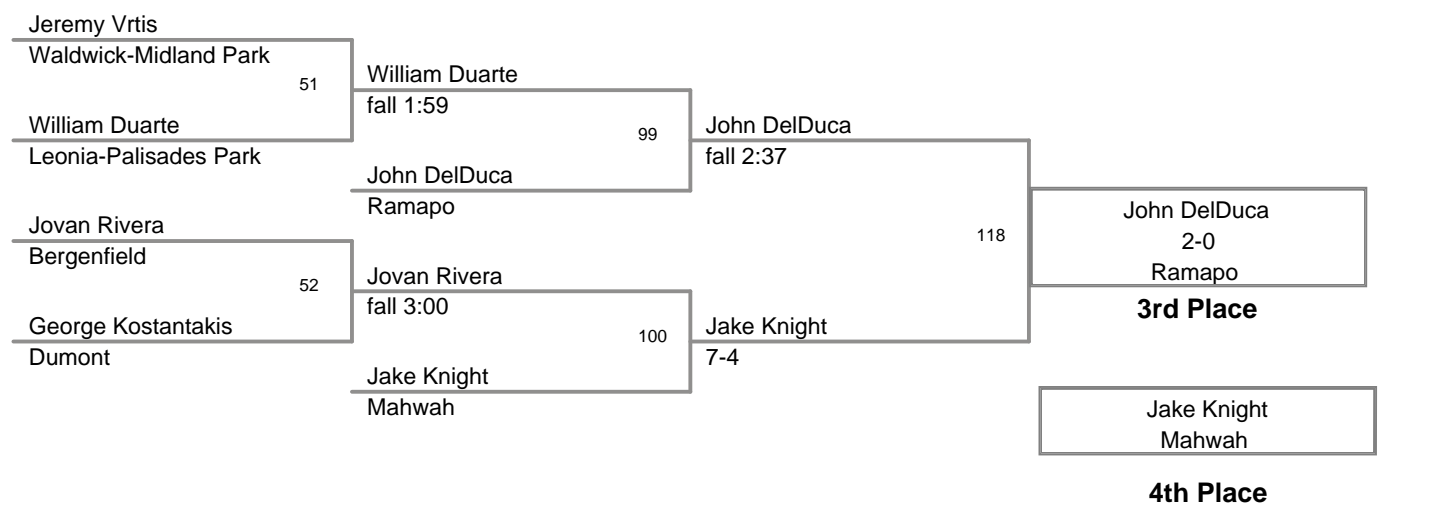 Jeremy Vrtis
Waldwick-Midland Park
51
William Duarte
Leonia-Palisades Park
William Duarte
fall 1:59
99
John DelDuca
Ramapo
John DelDuca
fall 2:37
Jovan Rivera
Bergenfield
52
George Kostantakis
Dumont
Jovan Rivera
fall 3:00
100
Jake Knight
Mahwah
Jake Knight
7-4
118
John DelDuca
2-0
Ramapo
3rd Place
Jake Knight
Mahwah
4th Place